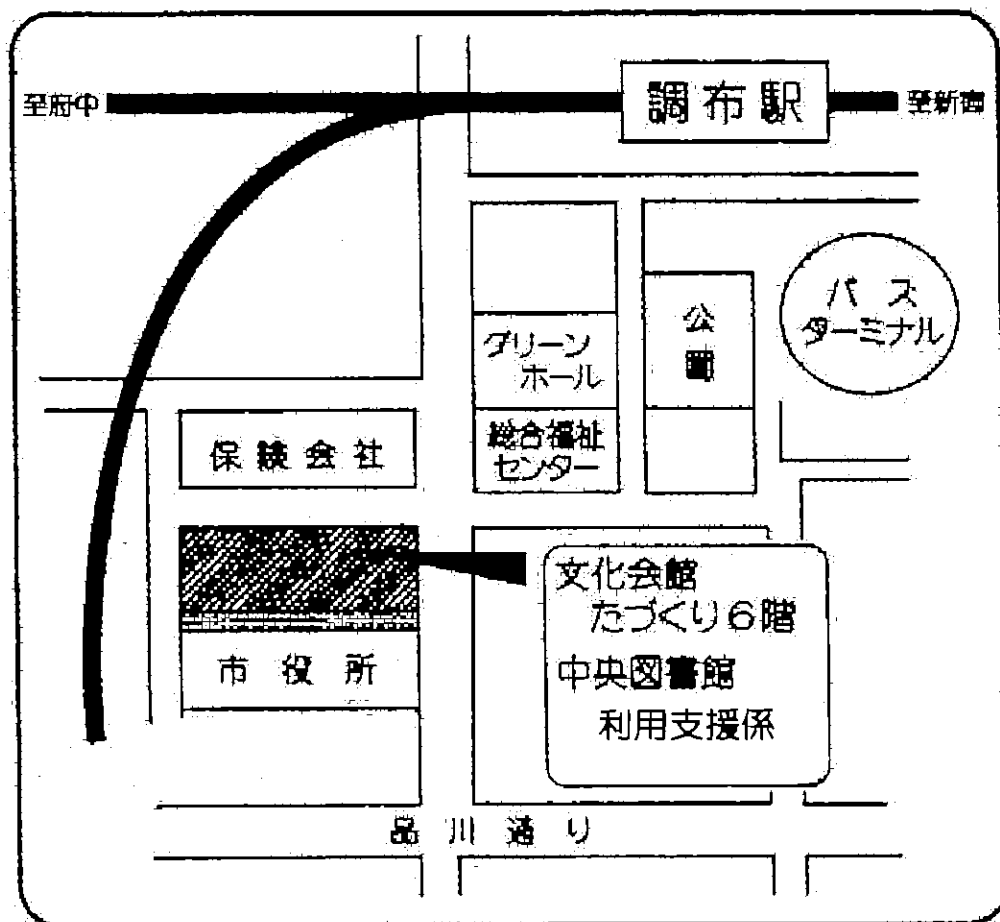 至府中
調布駅
至新宿
バス
ターミナル
公園
グリーン
ホール
総合福祉
センター
保険会社
市役所
文化会館
たづくり6階
中央図書館
利用支援係
品川通り